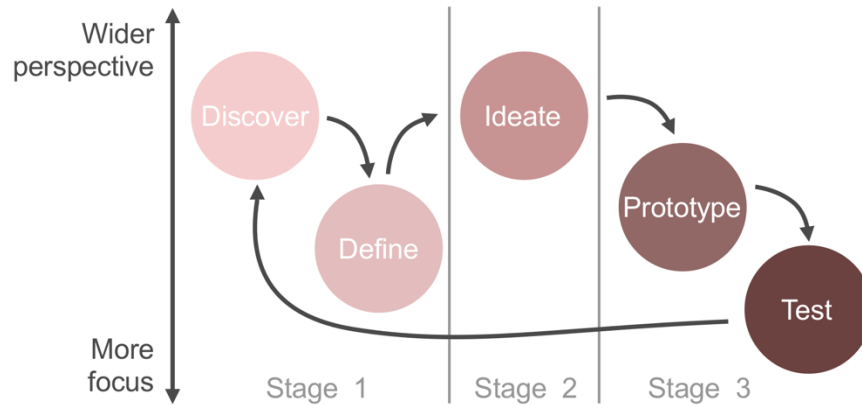 Wider
perspective
Discover
Ideate
Prototype
Define
Test
More
focus
Stage 1
Stage 2
Stage 3